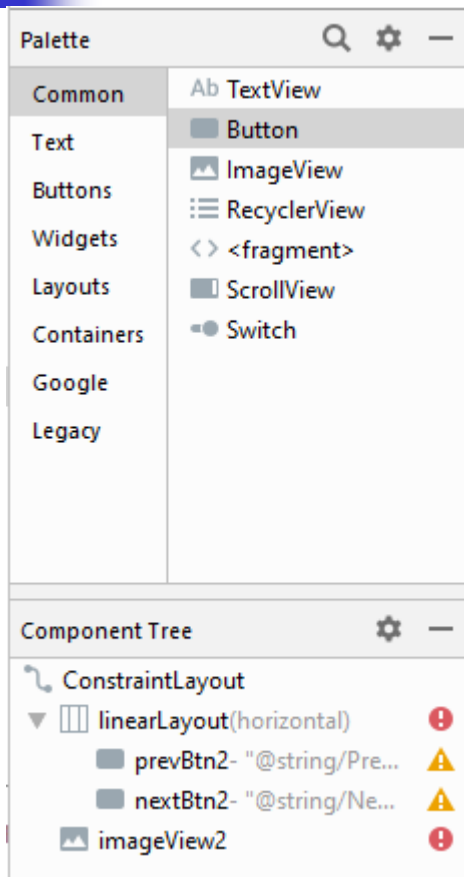 Palette
Common
Text
Buttons
Widgets
Layouts
Containers
Google
Legacy
Ab TextView
Button
ImageView
RecyclerView
<fragment>
ScrollView
Switch
Component Tree
ConstraintLayout
linearLayout(horizontal)
prevBtn2- "@string/Pre...
nextBtn2- "@string/Ne...
imageView2